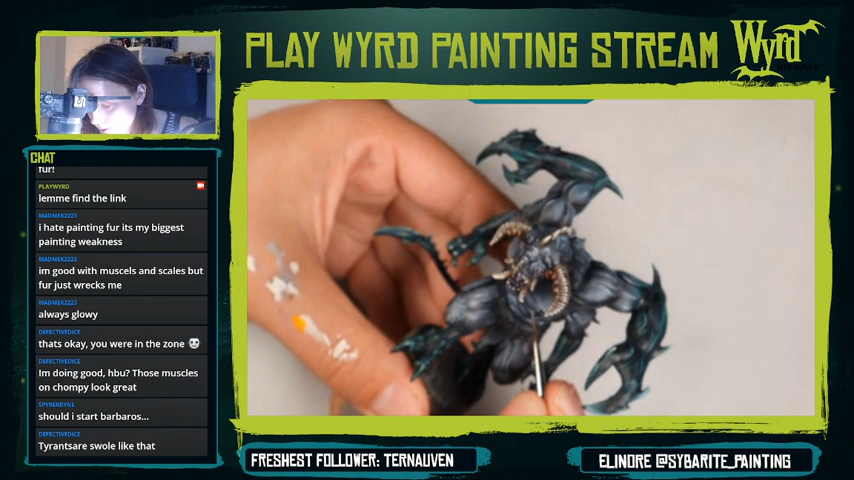 PLAY WYRD PAINTING STREAM
Wyrd
CHAT
fur!
PLAYWYRD
lemme find the link
MADMEK2223
i hate painting fur its my biggest
painting weakness
MADMEK2223
im good with muscels and scales but
fur just wrecks me
MADMEK2223
always glowy
DEFECTIVEDICE
thats okay, you were in the zone
DEFECTIVEDICE
Im doing good, hbu? Those muscles
on chompy look great
should i start barbaros...
DEFECTIVEDICE
Tyrantsare swole like that
FRESHEST FOLLOWER: TERNAUVEN
ELINORE @SYBARITE_PAINTING